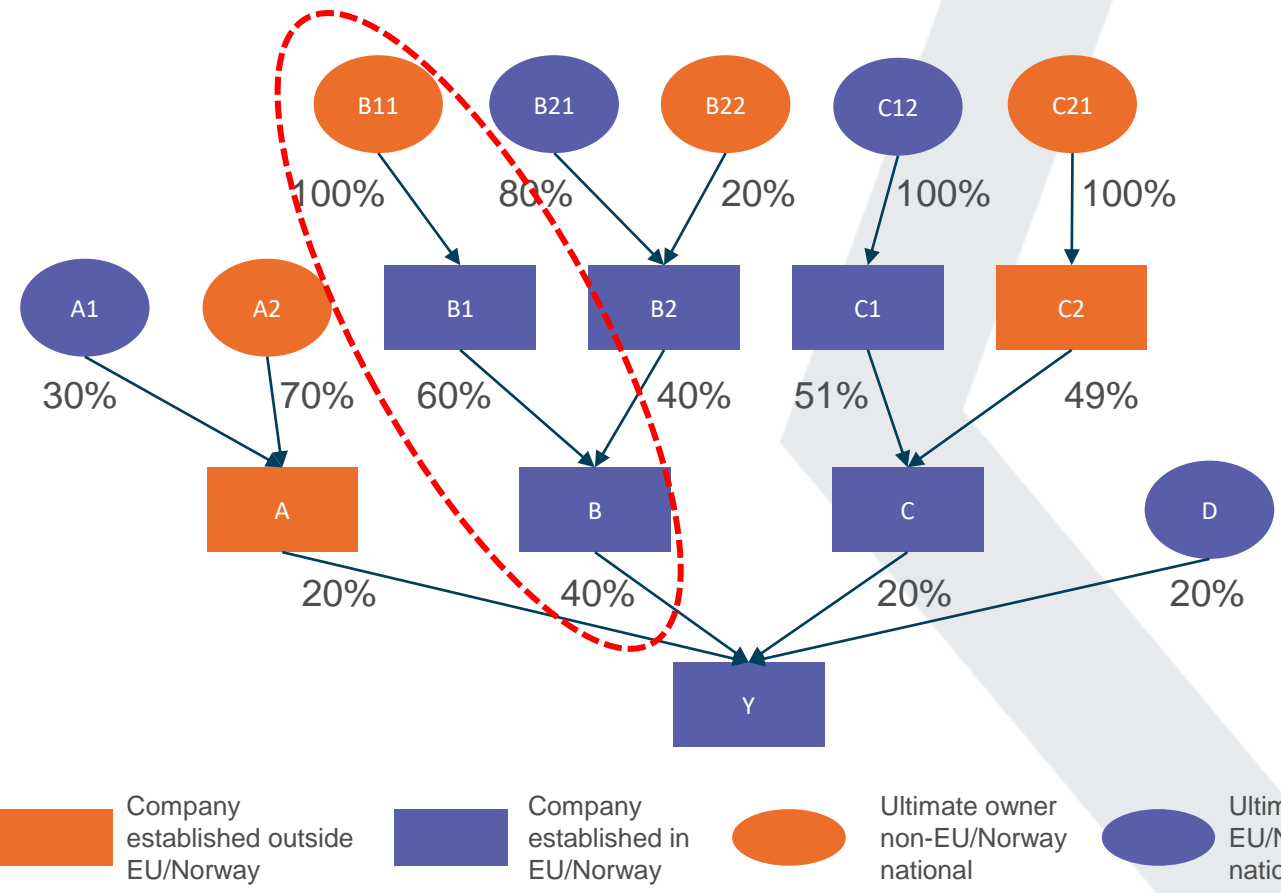 B11
B21
B22
C12
C21
100%
80%
20%
100%
100%
A1
A2
B1
B2
C1
C2
30%
70%
60%
40%
51%
49%
A
B
C
D
20%
40%
20%
20%
Y
Company
established outside
EU/Norway
Company
established in
EU/Norway
Ultimate owner
non-EU/Norway
national